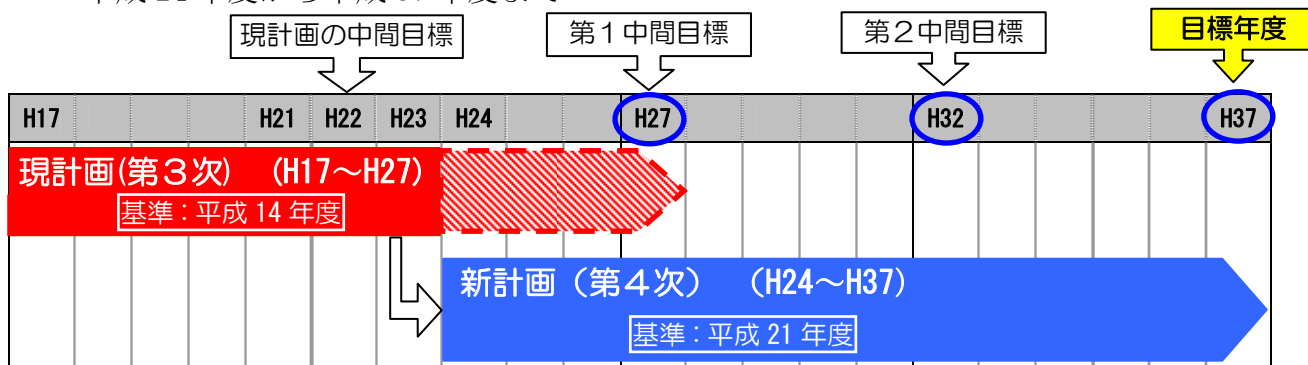 現計画の中間目標 第1中間目標 第2中間目標 目標年度
H17 H21 H22 H23 H24 H27 H32 H37
現計画(第3次) (H17~H27)
基準:平成 14 年度
新計画(第4次) (H24~H37)
基準:平成 21 年度